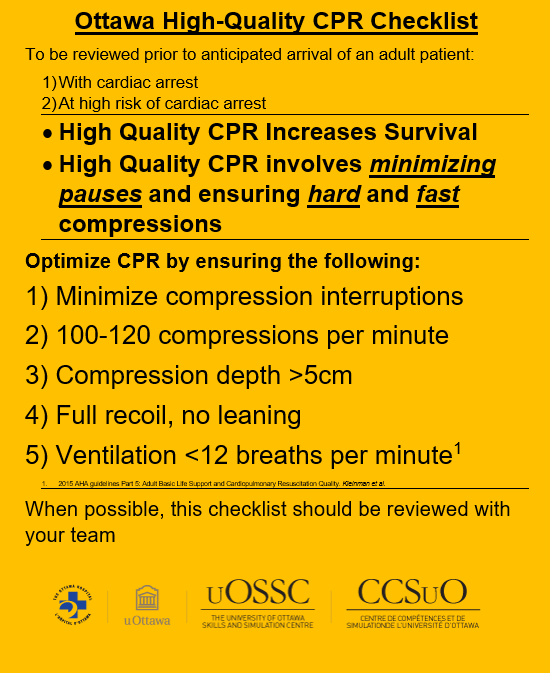 Ottawa High-Quality CPR Checklist
To be reviewed prior to anticipated arrival of an adult patient:
1) With cardiac arrest
2) At high risk of cardiac arrest
• High Quality CPR Increases Survival
• High Quality CPR involves minimizing
pauses and ensuring hard and fast
compressions
Optimize CPR by ensuring the following:
1) Minimize compression interruptions
2) 100-120 compressions per minute
3) Compression depth >5cm
4) Full recoil, no leaning
5) Ventilation <12 breaths per minute1
1. 2015 AHA guidelines Part 5: Adult Basic Life Support and Cardiopulmonary Resuscitation Quality. Kleinman et al.
When possible, this checklist should be reviewed with
your team
THE OTTAWA HOSPITAL
L'HOPITAL D'OTTAWA
uOttawa
uOSSC
THE UNIVERSITY OF OTTAWA
SKILLS AND SIMULATION CENTRE
CCSuO
CENTRE DE COMPÉTENCES ET DE
SIMULATIONDE L'UNIVERSITÉ D'OTTAWA